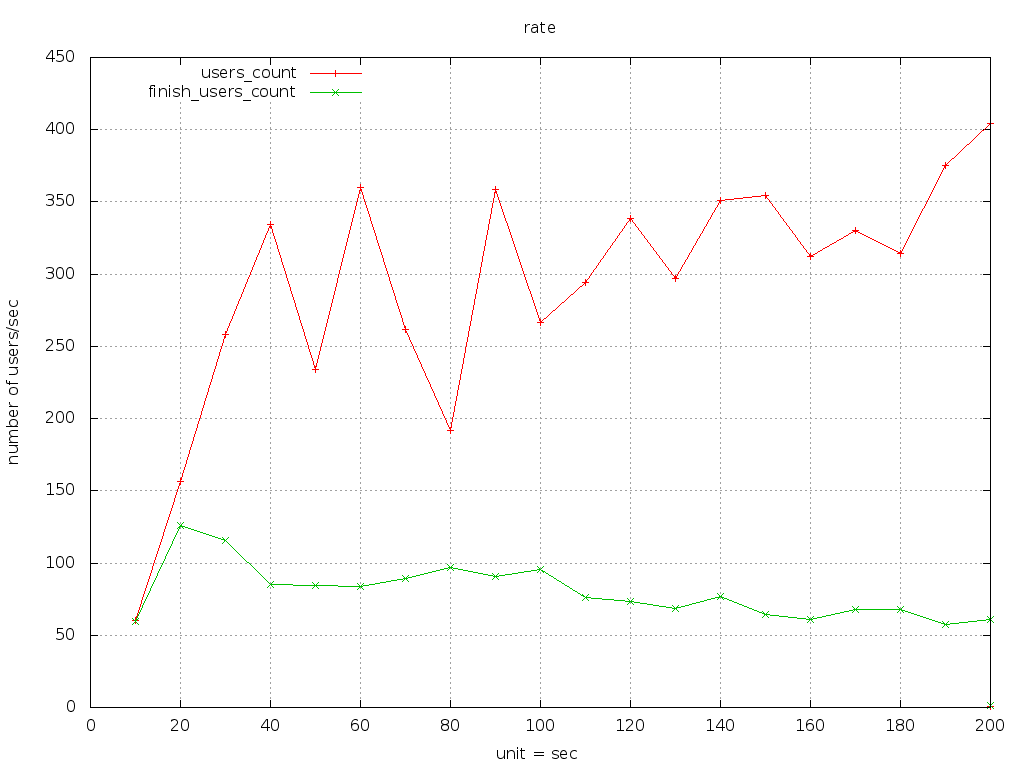 rate
450
400
350
300
250
200
150
100
50
0
users_count
finish_users_count
number of users/sec
0 20 40 60 80 100 120 140 160 180 200
unit = sec